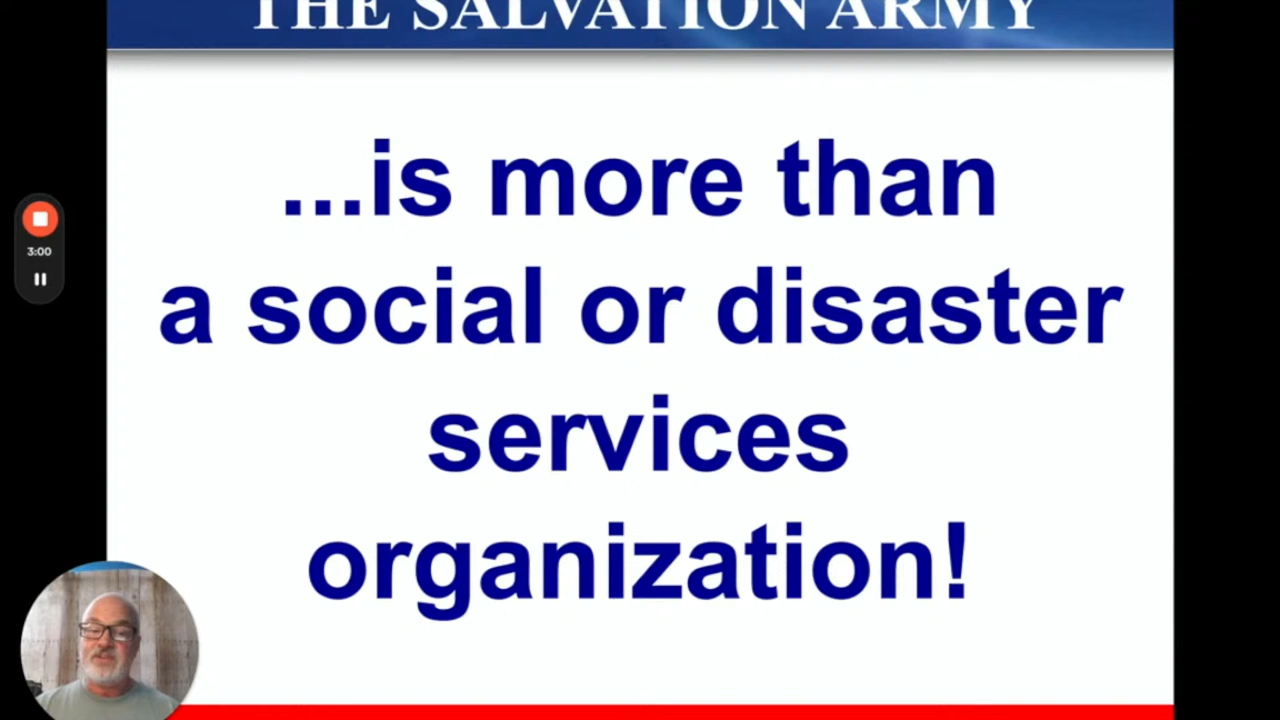 THE SALVATION ARMY
...is more than
a social or disaster
services
organization!
3:00